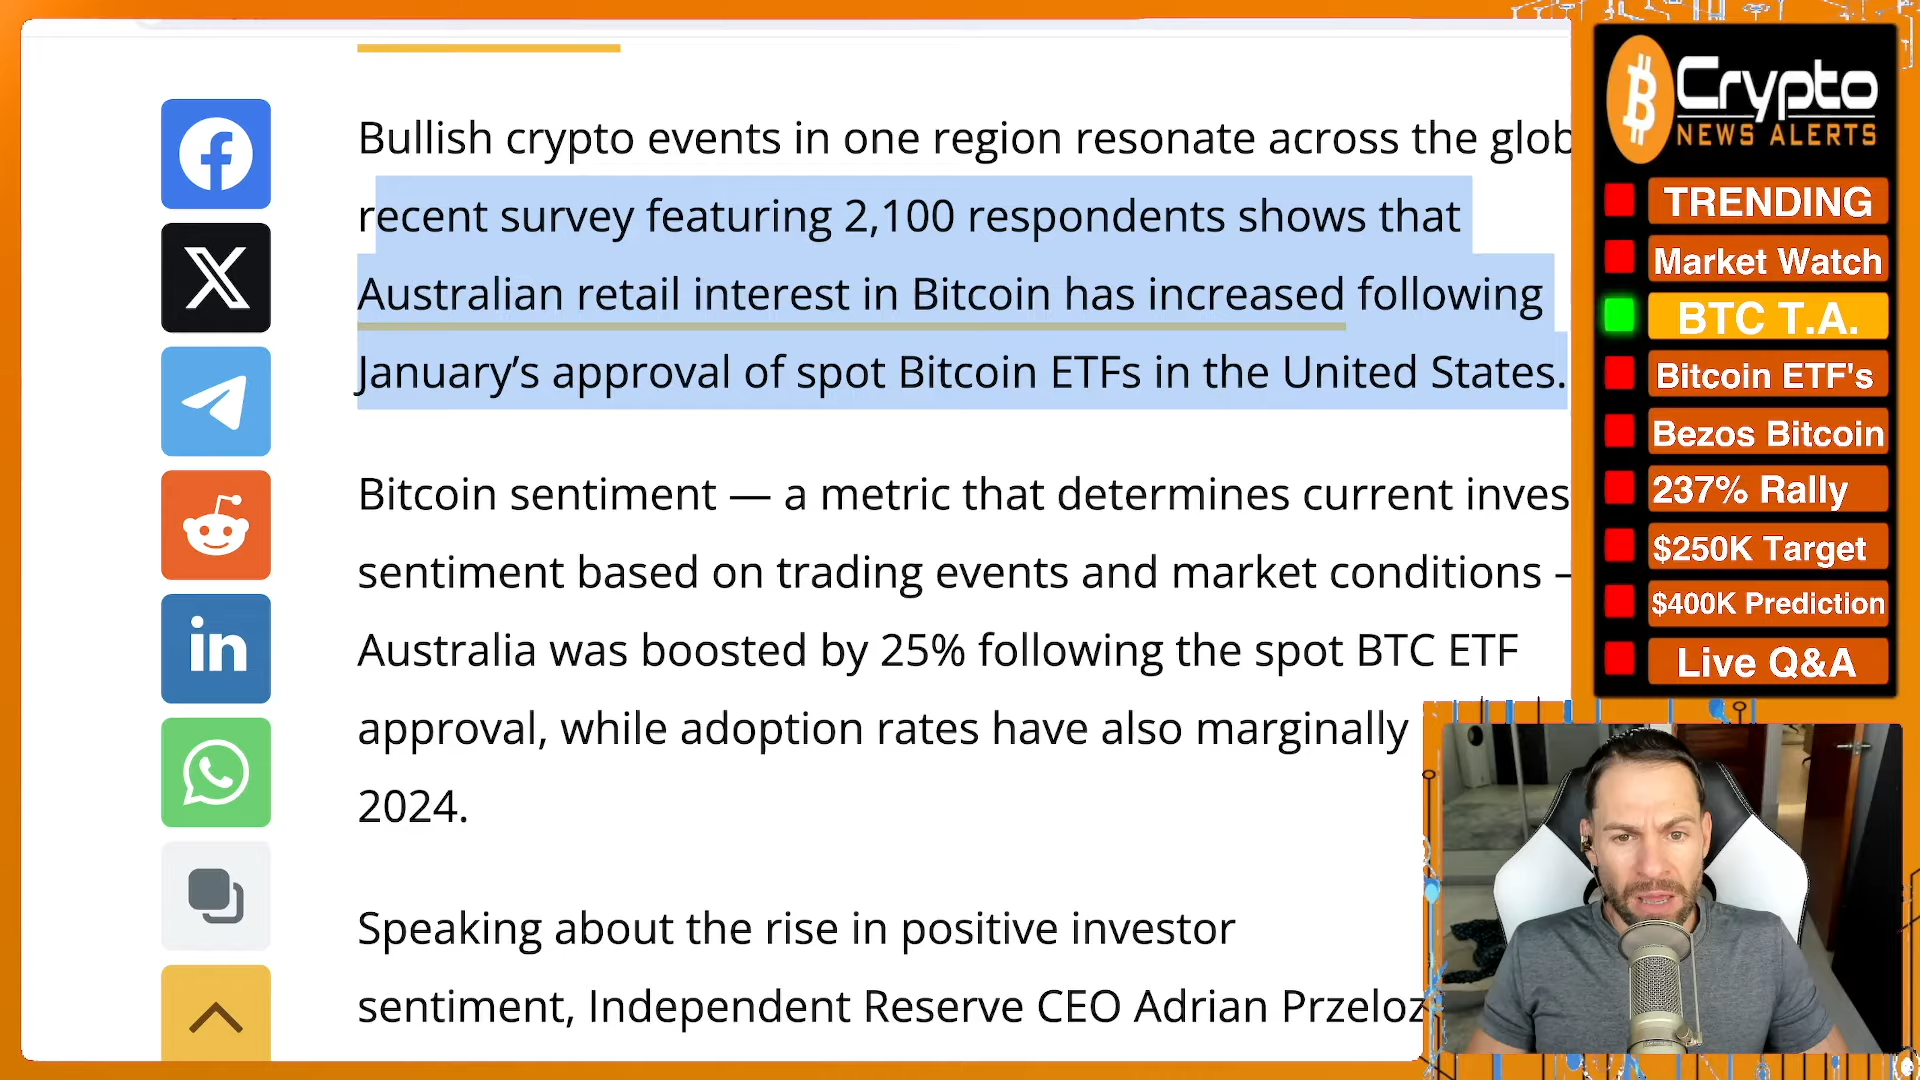 Bullish crypto events in one region resonate across the glob
recent survey featuring 2,100 respondents shows that
Australian retail interest in Bitcoin has increased following
January’s approval of spot Bitcoin ETFs in the United States.
Bitcoin sentiment — a metric that determines current inves
sentiment based on trading events and market conditions –
Australia was boosted by 25% following the spot BTC ETF
approval, while adoption rates have also marginally
2024.
Speaking about the rise in positive investor
sentiment, Independent Reserve CEO Adrian Przeloz
Crypto
NEWS ALERTS
TRENDING
Market Watch
BTC T.A.
Bitcoin ETF's
Bezos Bitcoin
237% Rally
$250K Target
$400K Prediction
Live Q&A